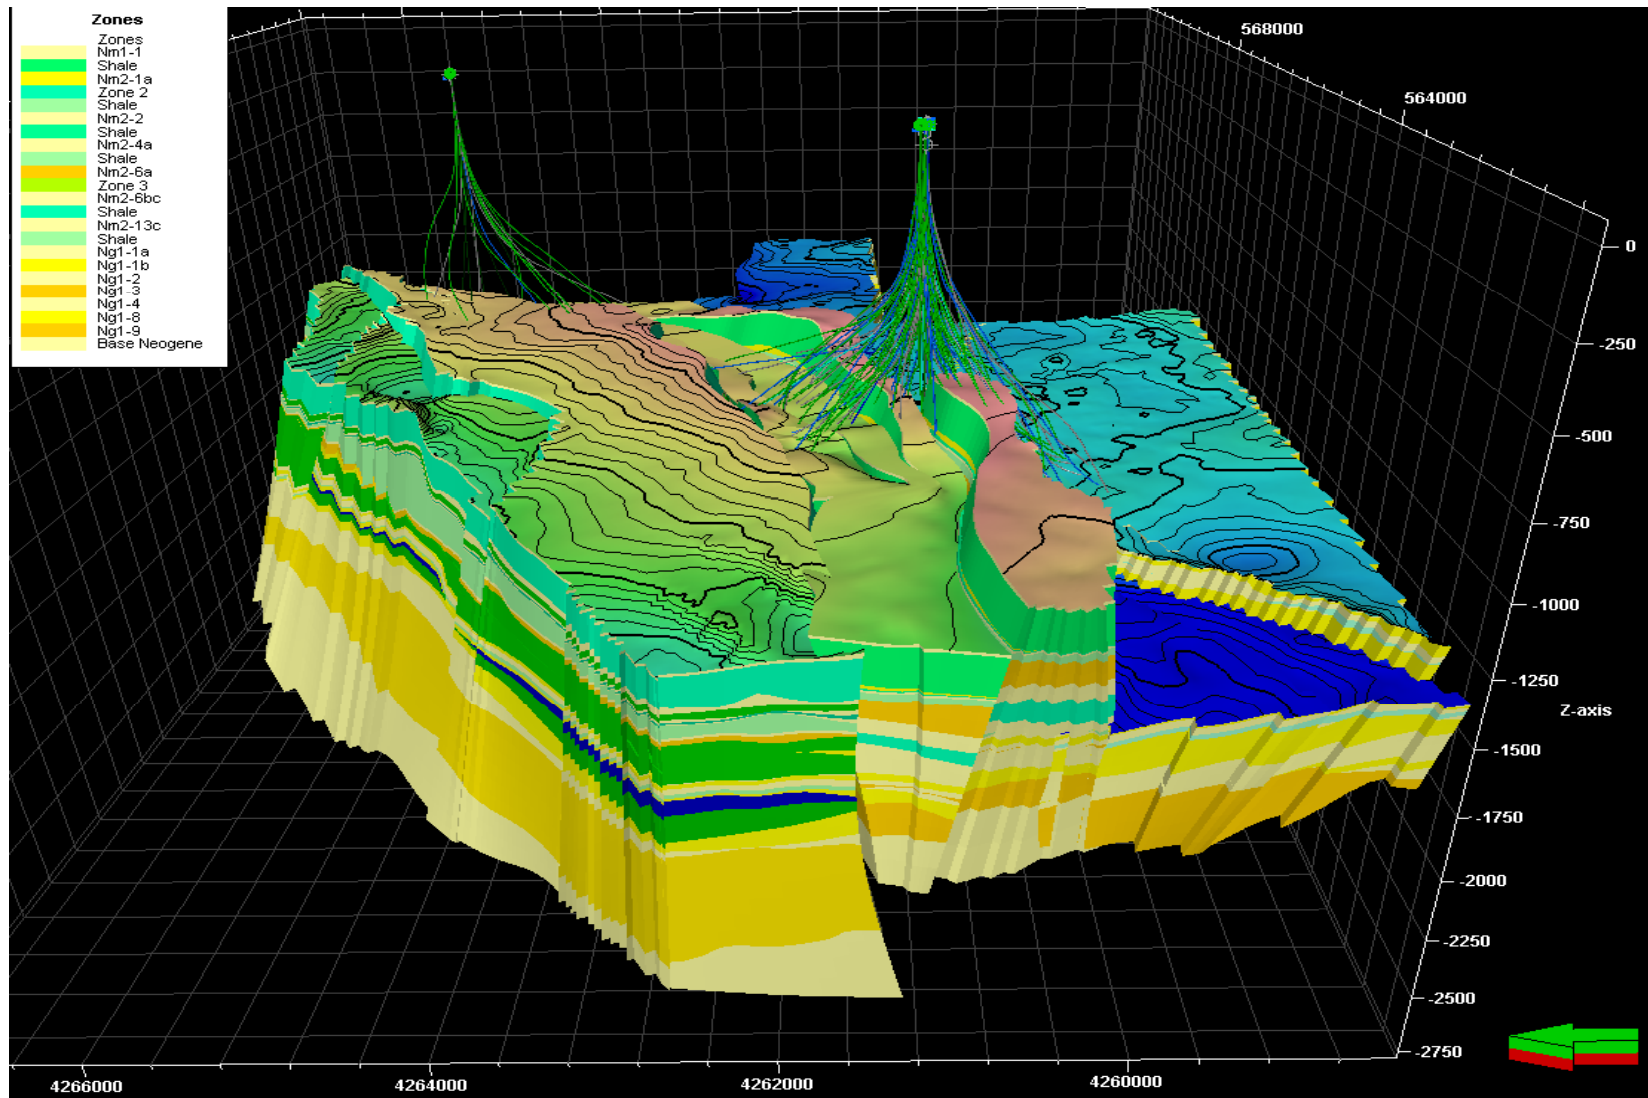 Zones
Zones
Nm1-1
Shale
Nm2-1a
Zone 2
Shale
Nm2-2
Shale
Nm2-4a
Shale
Nm2-6a
Zone 3
Nm2-6bc
Shale
Nm2-13c
Shale
Ng1-1a
Ng1-1b
Ng1-2
Ng1-3
Ng1-4
Ng1-8
Ng1-9
Base Neogene
568000
564000
0
-250
-500
-750
-1000
-1250
Z-axis
-1500
-1750
-2000
-2250
-2500
-2750
4266000
4264000
4262000
4260000